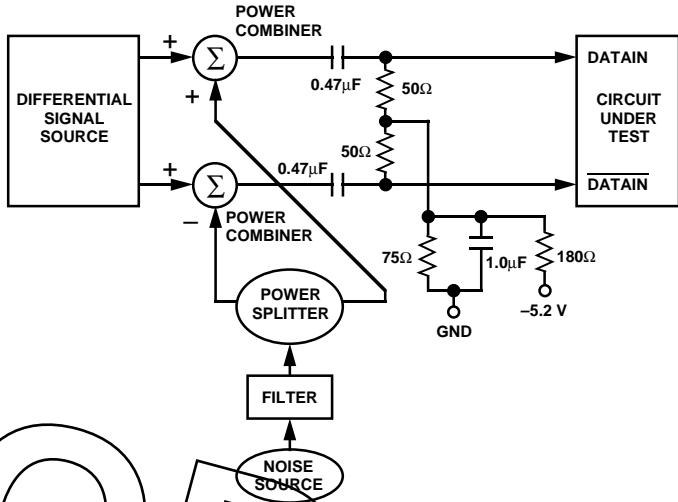 POWER
COMBINER
+
Σ
+
0.47μF
50Ω
DATAIN
DIFFERENTIAL
SIGNAL
SOURCE
CIRCUIT
UNDER
TEST
50Ω
0.47μF
+
Σ
DATAIN
–
POWER
COMBINER
75Ω
1.0μF
180Ω
POWER
SPLITTER
–5.2 V
GND
FILTER
NOISE
SOURCE